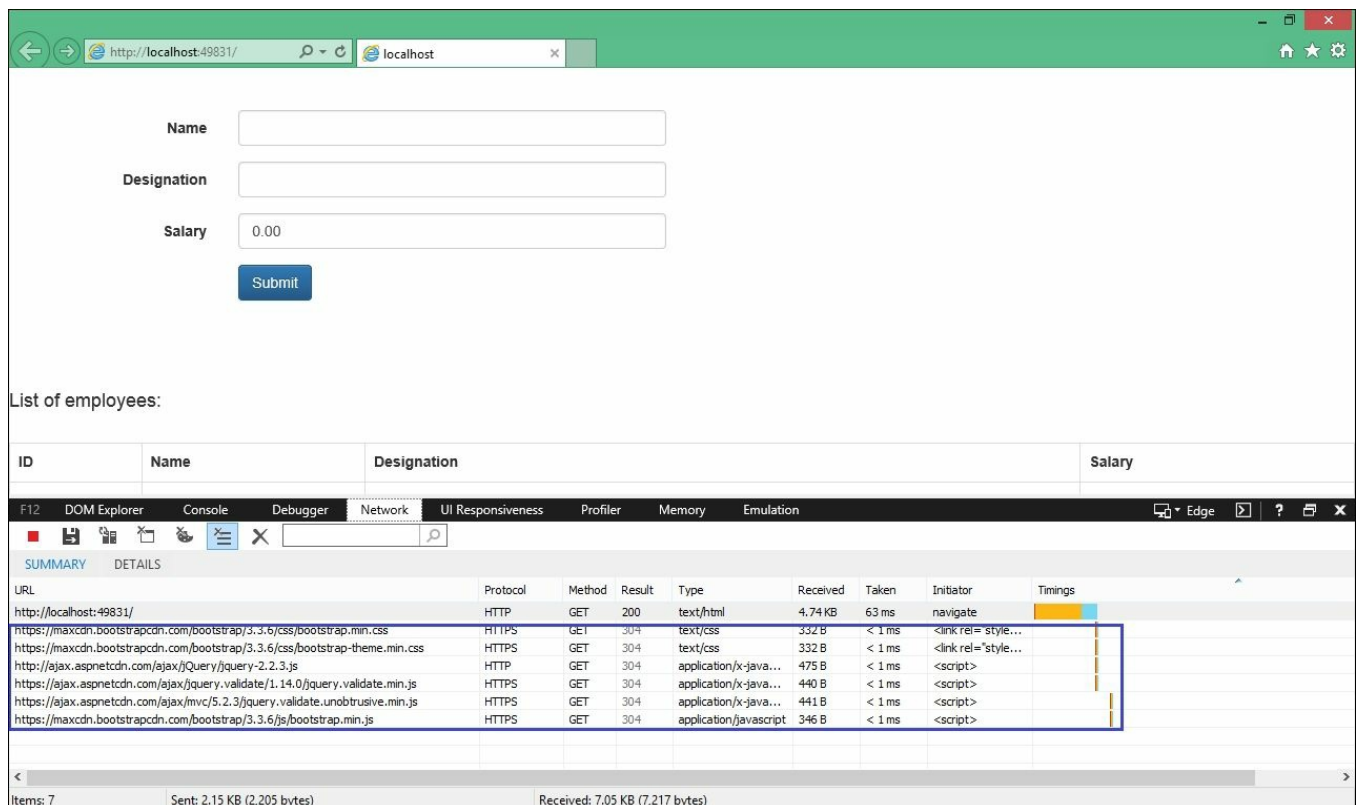 http://localhost:49831/ localhost
Name
Designation
Salary 0.00
Submit
List of employees:
ID Name Designation Salary
F12 DOM Explorer Console Debugger Network UI Responsiveness Profiler Memory Emulation Edge ?
SUMMARY DETAILS
URL Protocol Method Result Type Received Taken Initiator Timings
http://localhost:49831/ HTTP GET 200 text/html 4.74 KB 63 ms navigate
https://maxcdn.bootstrapcdn.com/bootstrap/3.3.6/css/bootstrap.min.css HTTPS GET 304 text/css 332 B < 1 ms <link rel="style...
https://maxcdn.bootstrapcdn.com/bootstrap/3.3.6/css/bootstrap-theme.min.css HTTPS GET 304 text/css 332 B < 1 ms <link rel="style...
http://ajax.aspnetcdn.com/ajax/jQuery/jquery-2.2.3.js HTTP GET 304 application/x-java... 475 B < 1 ms <script>
https://ajax.aspnetcdn.com/ajax/jquery.validate/1.14.0/jquery.validate.min.js HTTPS GET 304 application/x-java... 440 B < 1 ms <script>
https://ajax.aspnetcdn.com/ajax/mvc/5.2.3/jquery.validate.unobtrusive.min.js HTTPS GET 304 application/x-java... 441 B < 1 ms <script>
https://maxcdn.bootstrapcdn.com/bootstrap/3.3.6/js/bootstrap.min.js HTTPS GET 304 application/javascript 346 B < 1 ms <script>
Items: 7 Sent: 2.15 KB (2,205 bytes) Received: 7.05 KB (7,217 bytes)